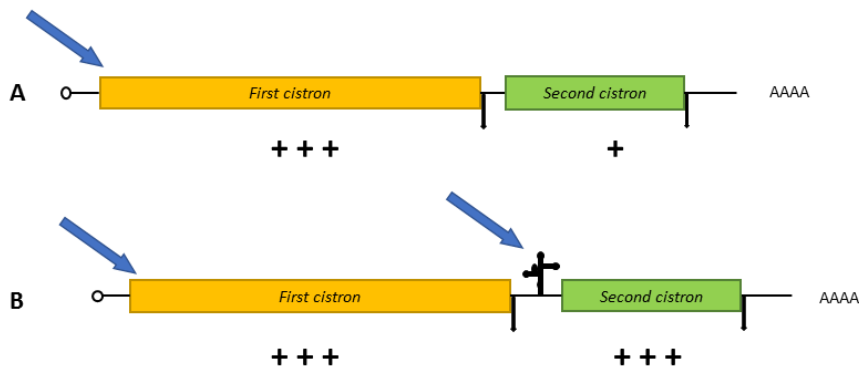 A First cistron Second cistron AAAA
+ + + +
B First cistron Second cistron AAAA
+ + + + + +